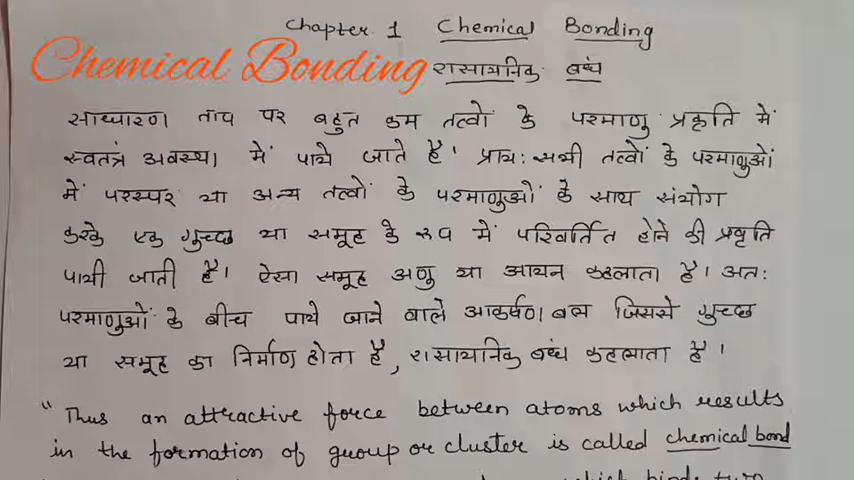 Chapter 1 Chemical Bonding
Chemical Bonding रासायनिक बंध
साधारण ताप पर बहुत कम तत्वों के परमाणु प्रकृति में
स्वतंत्र अवस्था में पाये जाते है। प्राय: सभी तत्वों के परमाणुओं
में परस्पर या अन्य तत्वों के परमाणुओं के साथ संयोग
करके एक गुच्छ या समूह के रूप में परिवर्तित होने की प्रवृति
पायी जाती है। ऐसा समूह अणु या आयन कहलाता है। अत:
परमाणुओं के बीच पाये जाने वाले आकर्षण बल जिससे गुच्छ
या समूह का निर्माण होता है, रासायनिक बंध कहलाता है।
"Thus an attractive force between atoms which results
in the formation of group or cluster is called chemical bond
which binds